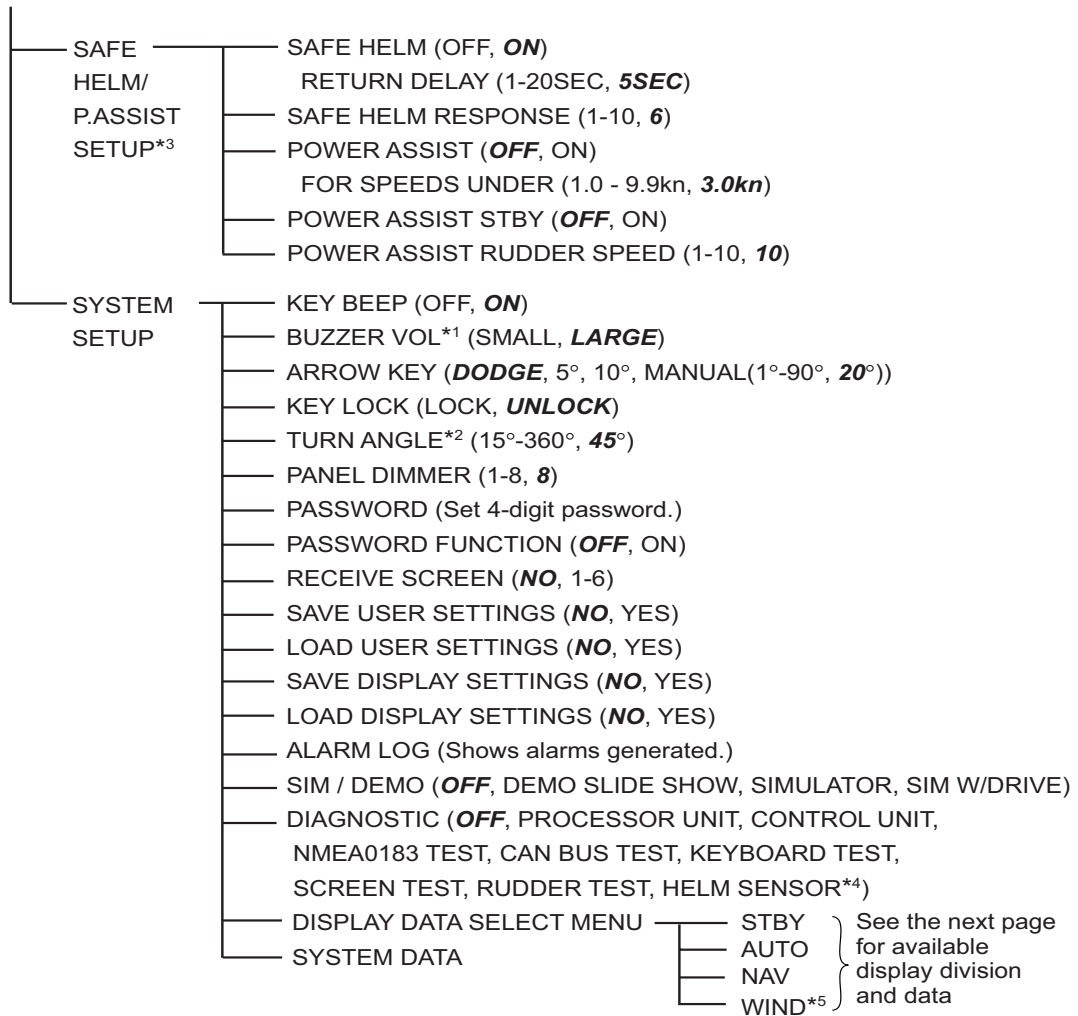 SAFE HELM/ P.ASSIST SETUP*3
SAFE HELM (OFF, ON)
RETURN DELAY (1-20SEC, 5SEC)
SAFE HELM RESPONSE (1-10, 6)
POWER ASSIST (OFF, ON)
FOR SPEEDS UNDER (1.0 - 9.9kn, 3.0kn)
POWER ASSIST STBY (OFF, ON)
POWER ASSIST RUDDER SPEED (1-10, 10)
SYSTEM SETUP
KEY BEEP (OFF, ON)
BUZZER VOL*1 (SMALL, LARGE)
ARROW KEY (DODGE, 5°, 10°, MANUAL(1°-90°, 20°))
KEY LOCK (LOCK, UNLOCK)
TURN ANGLE*2 (15°-360°, 45°)
PANEL DIMMER (1-8, 8)
PASSWORD (Set 4-digit password.)
PASSWORD FUNCTION (OFF, ON)
RECEIVE SCREEN (NO, 1-6)
SAVE USER SETTINGS (NO, YES)
LOAD USER SETTINGS (NO, YES)
SAVE DISPLAY SETTINGS (NO, YES)
LOAD DISPLAY SETTINGS (NO, YES)
ALARM LOG (Shows alarms generated.)
SIM / DEMO (OFF, DEMO SLIDE SHOW, SIMULATOR, SIM W/DRIVE)
DIAGNOSTIC (OFF, PROCESSOR UNIT, CONTROL UNIT,
NMEA0183 TEST, CAN BUS TEST, KEYBOARD TEST,
SCREEN TEST, RUDDER TEST, HELM SENSOR*4)
DISPLAY DATA SELECT MENU
STBY
AUTO
NAV
WIND*5
See the next page
for available
display division
and data
SYSTEM DATA